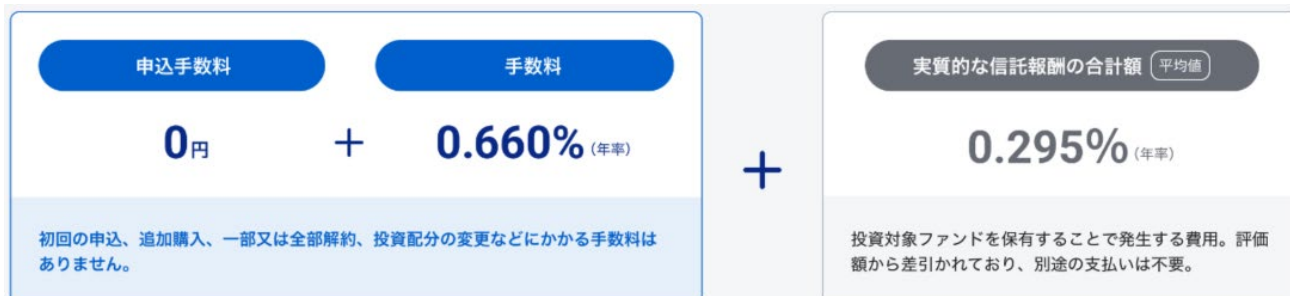 申込手数料
手数料
0円
+
0.660%（年率）
初回の申込、追加購入、一部又は全部解約、投資配分の変更などにかかる手数料は
ありません。
+
実質的な信託報酬の合計額 平均値
0.295%（年率）
投資対象ファンドを保有することで発生する費用。評価
額から差引かれており、別途の支払いは不要。